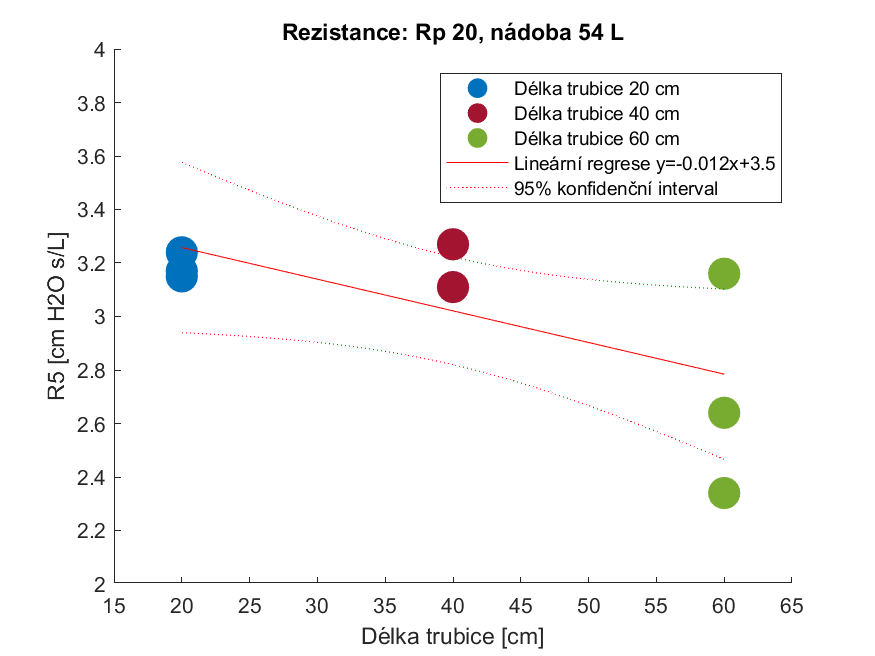 Rezistance: Rp 20, nádoba 54 L
Délka trubice 20 cm
Délka trubice 40 cm
Délka trubice 60 cm
Lineární regrese y=-0.012x+3.5
95% konfidenční interval
R5 [cm H2O s/L]
4
3.8
3.6
3.4
3.2
3
2.8
2.6
2.4
2.2
2
15 20 25 30 35 40 45 50 55 60 65
Délka trubice [cm]